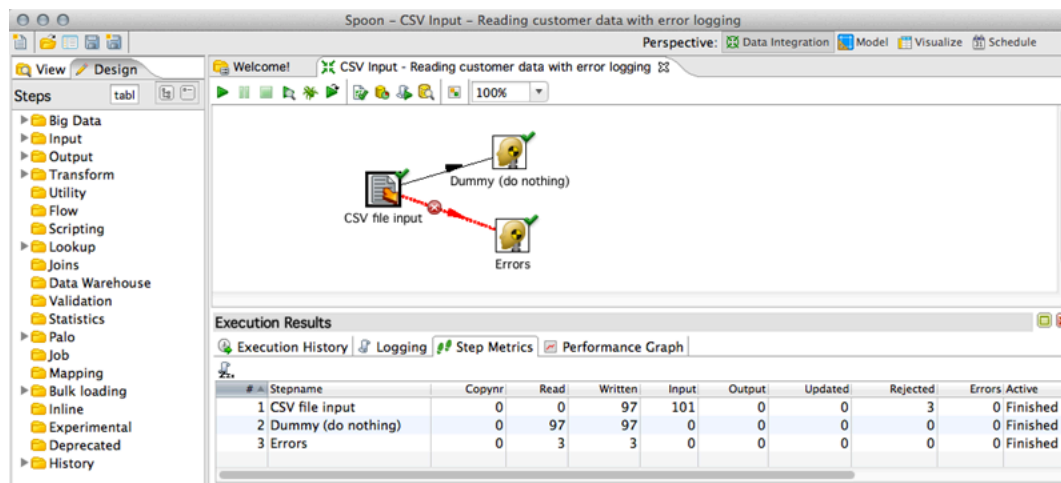 Spoon – CSV Input – Reading customer data with error logging
Perspective: Data Integration Model Visualize Schedule
View Design
Welcome! CSV Input - Reading customer data with error logging
Steps tabl
100%
Big Data
Input
Output
Transform
Utility
Flow
Scripting
Lookup
Joins
Data Warehouse
Validation
Statistics
Palo
Job
Mapping
Bulk loading
Inline
Experimental
Deprecated
History
Dummy (do nothing)
CSV file input
Errors
Execution Results
Execution History Logging Step Metrics Performance Graph
# Stepname Copynr Read Written Input Output Updated Rejected Errors Active
1 CSV file input 0 0 97 101 0 0 3 0 Finished
2 Dummy (do nothing) 0 97 97 0 0 0 0 0 Finished
3 Errors 0 3 3 0 0 0 0 0 Finished